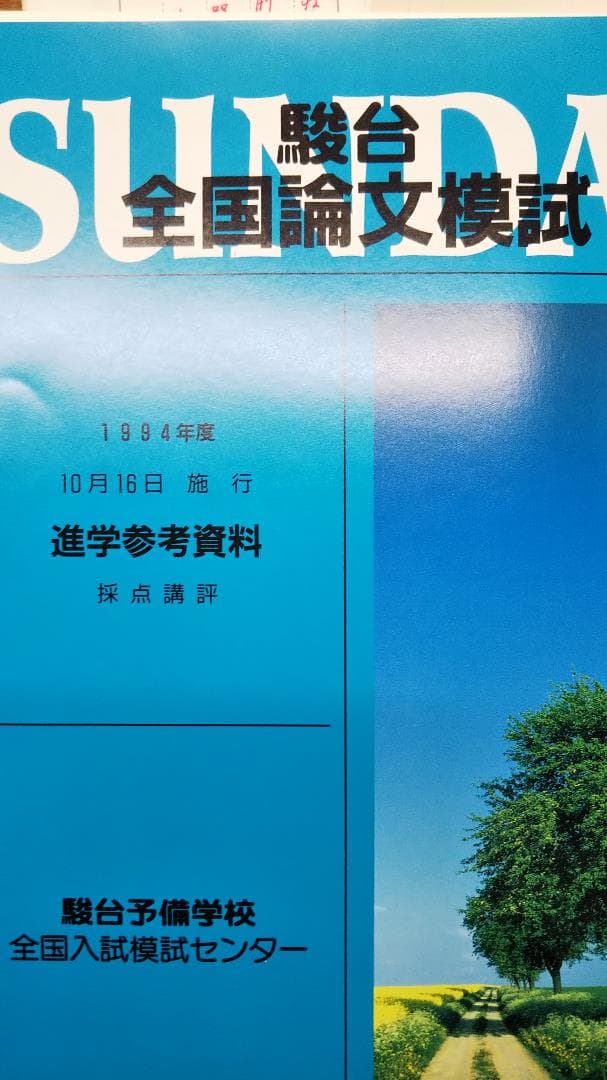 SUNDA
駿台
全国論文模試
1994年度
10月16日 施 行
進学参考資料
採 点 講 評
駿台予備学校
全国入試模試センター